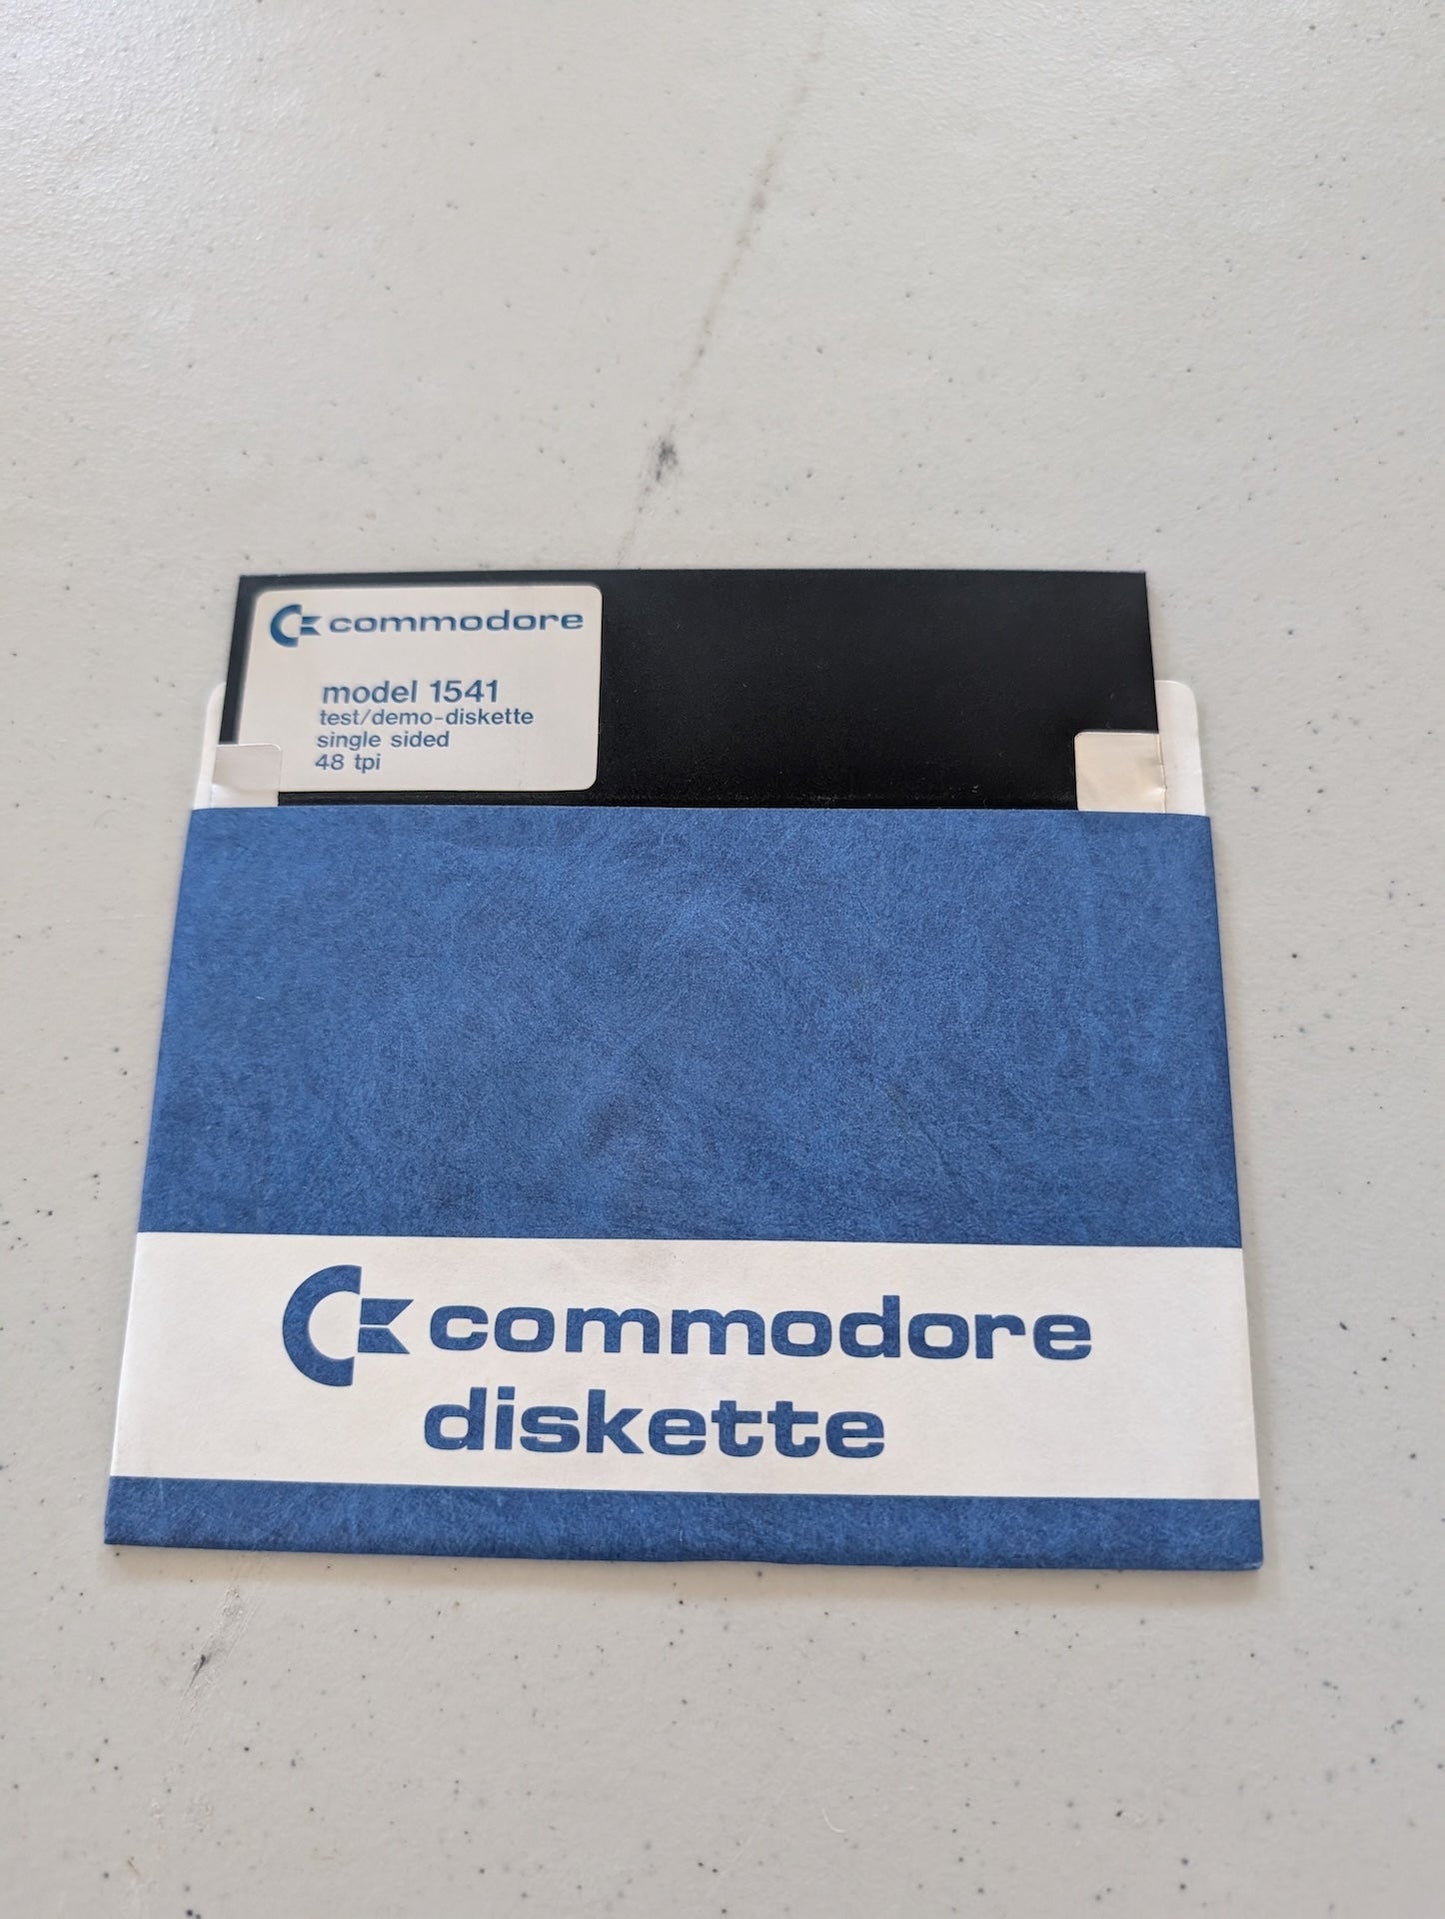 commodore
model 1541
test/demo-diskette
single sided
48 tpi
commodore
diskette